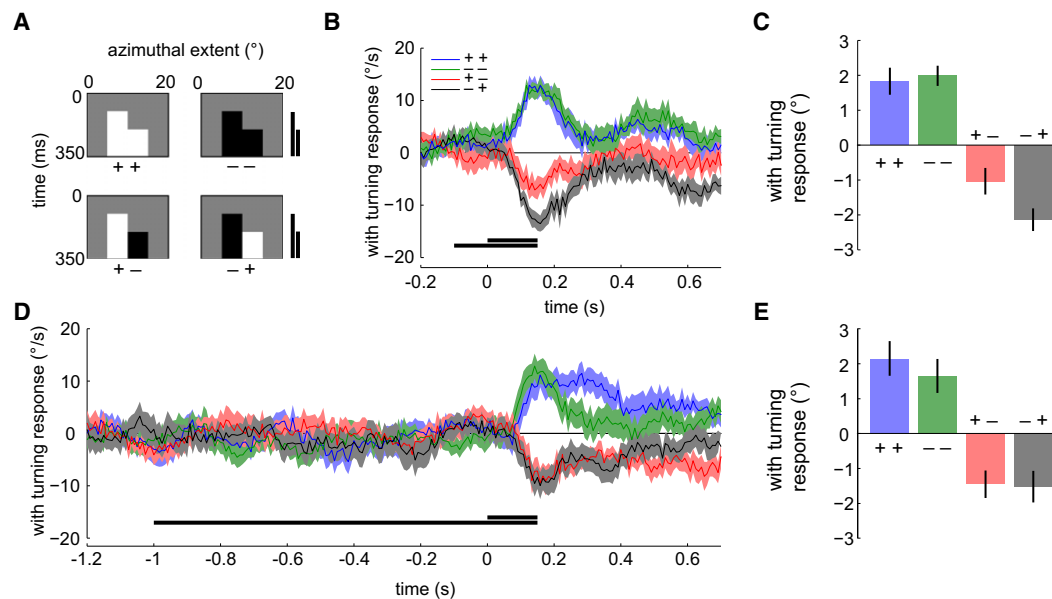 A
azimuthal extent (°)
0 20 0 20
0
350
+ + − −
time (ms)
0
350
+ − − +
B
with turning response (°/s)
20
10
0
−10
−20
+ +
− −
+ −
− +
-0.2 0 0.2 0.4 0.6
time (s)
C
with turning
response (°)
3
2
1
0
−1
−2
−3
+ − − +
+ + − −
D
with turning response (°/s)
20
10
0
−10
−20
-1.2 -1 -0.8 -0.6 -0.4 -0.2 0 0.2 0.4 0.6
time (s)
E
with turning
response (°)
3
2
1
0
−1
−2
−3
+ − − +
+ + − −